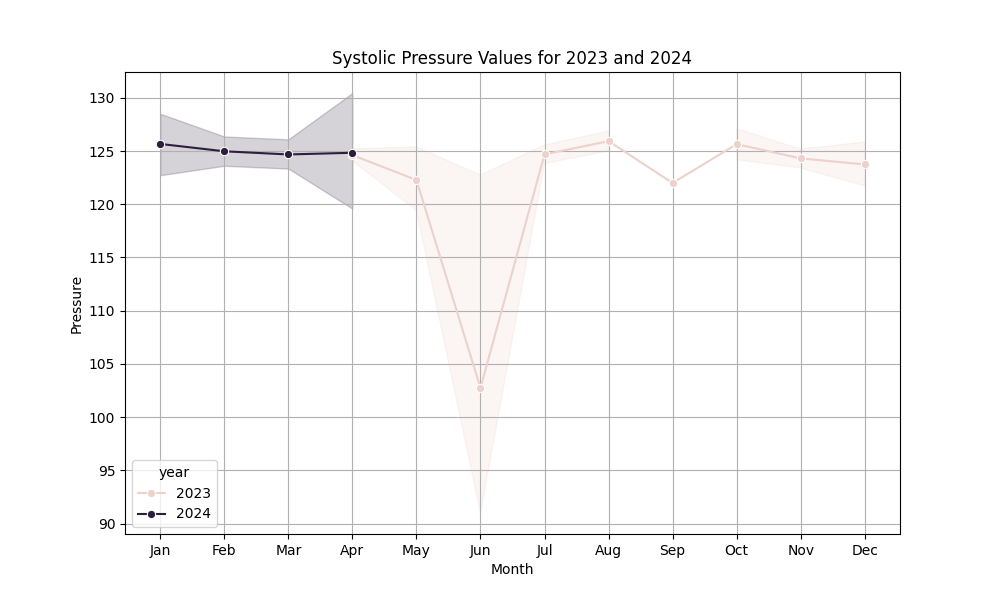 Systolic Pressure Values for 2023 and 2024
Pressure
130
125
120
115
110
105
100
95
90
year
2023
2024
Jan Feb Mar Apr May Jun Jul Aug Sep Oct Nov Dec
Month